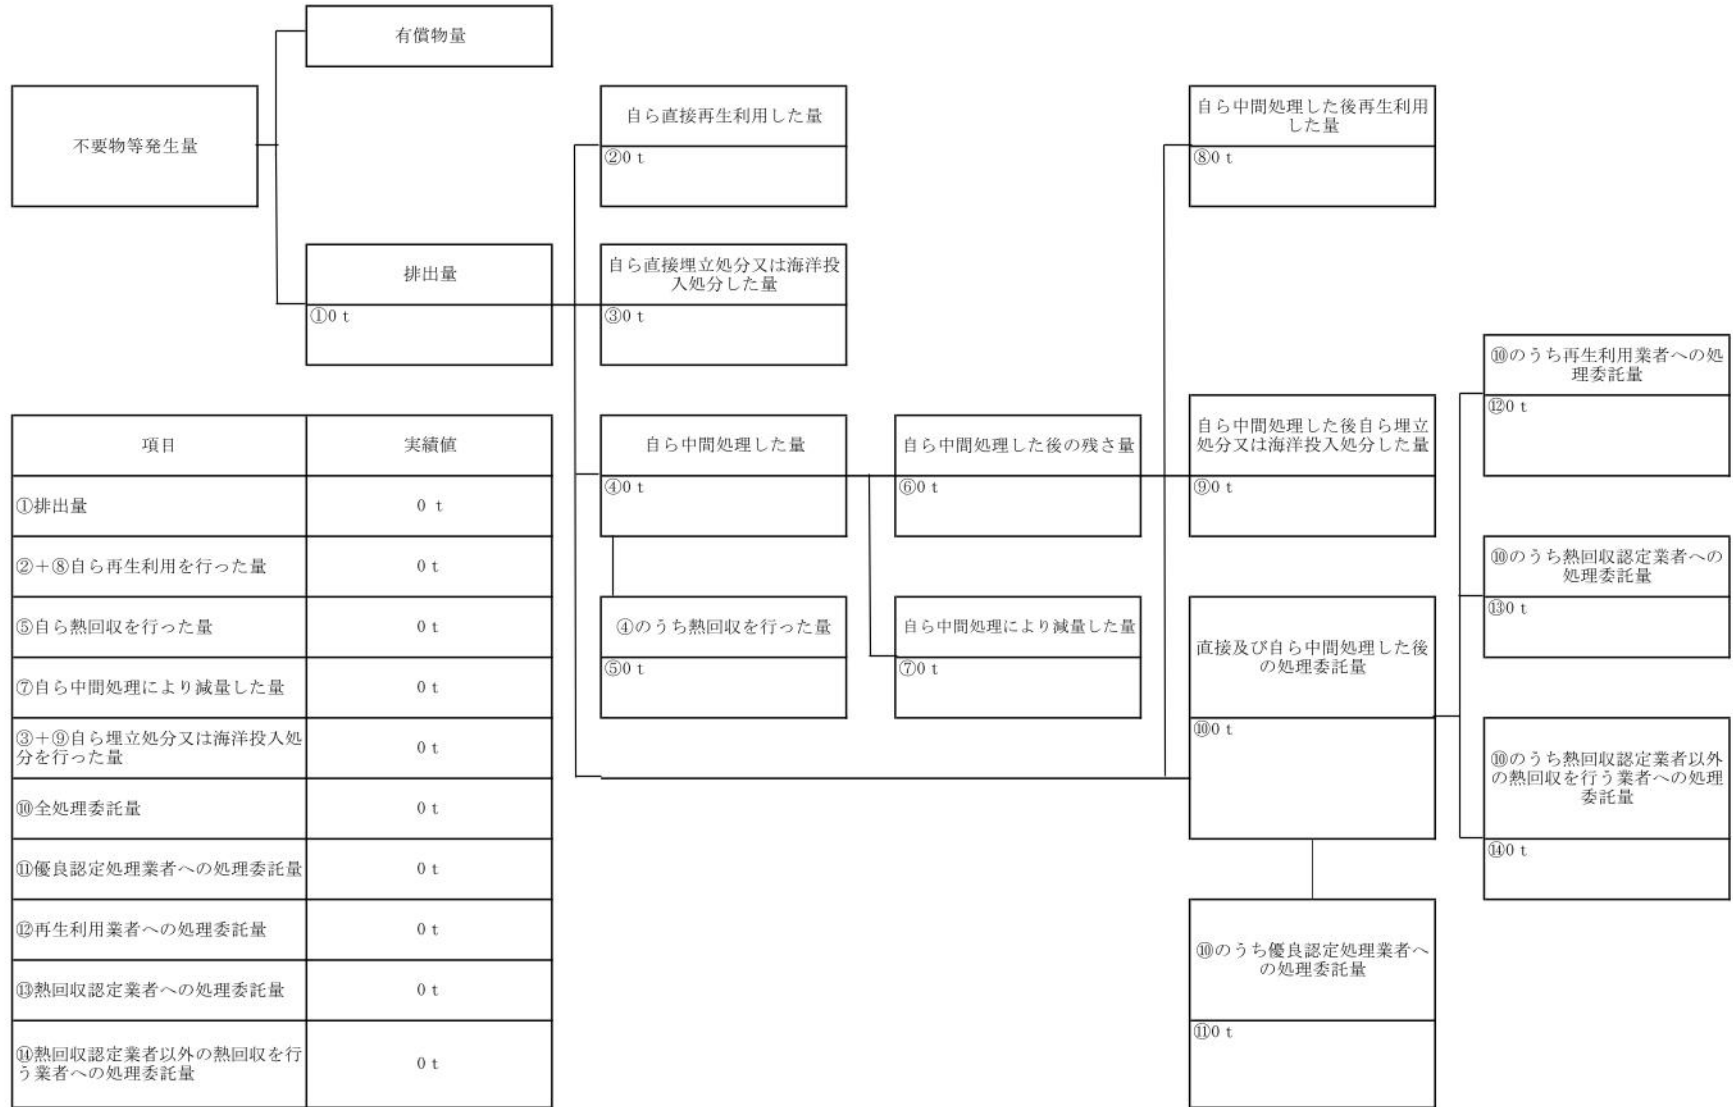 有償物量
不要物等発生量
自ら直接再生利用した量
②0 t
自ら中間処理した後再生利用
した量
⑧0 t
排出量
①0 t
自ら直接埋立処分又は海洋投
入処分した量
③0 t
⑩のうち再生利用業者への処
理委託量
⑫0 t
自ら中間処理した量
④0 t
自ら中間処理した後の残さ量
⑥0 t
自ら中間処理した後自ら埋立
処分又は海洋投入処分した量
⑨0 t
⑩のうち熱回収認定業者への
処理委託量
⑬0 t
④のうち熱回収を行った量
⑤0 t
自ら中間処理により減量した量
⑦0 t
直接及び自ら中間処理した後
の処理委託量
⑩0 t
⑩のうち熱回収認定業者以外
の熱回収を行う業者への処理
委託量
⑭0 t
⑩のうち優良認定処理業者へ
の処理委託量
⑪0 t
項目 実績値
①排出量 0 t
②+⑧自ら再生利用を行った量 0 t
⑤自ら熱回収を行った量 0 t
⑦自ら中間処理により減量した量 0 t
③+⑨自ら埋立処分又は海洋投入処
分を行った量 0 t
⑩全処理委託量 0 t
⑪優良認定処理業者への処理委託量 0 t
⑫再生利用業者への処理委託量 0 t
⑬熱回収認定業者への処理委託量 0 t
⑭熱回収認定業者以外の熱回収を行
う業者への処理委託量 0 t